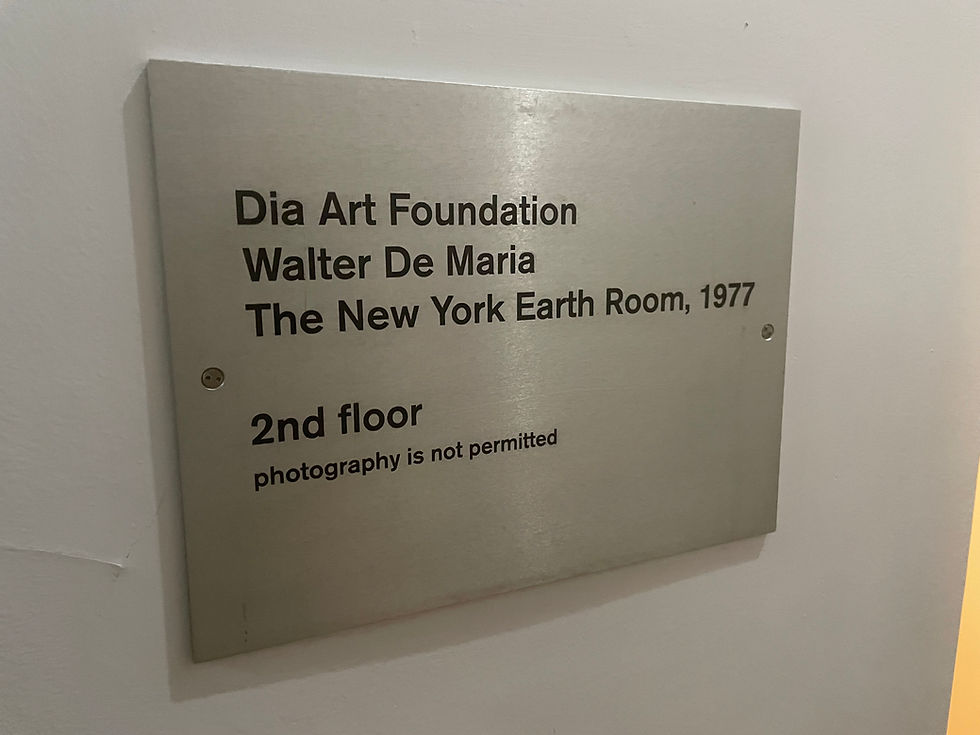 Dia Art Foundation
Walter De Maria
The New York Earth Room, 1977
2nd floor
photography is not permitted